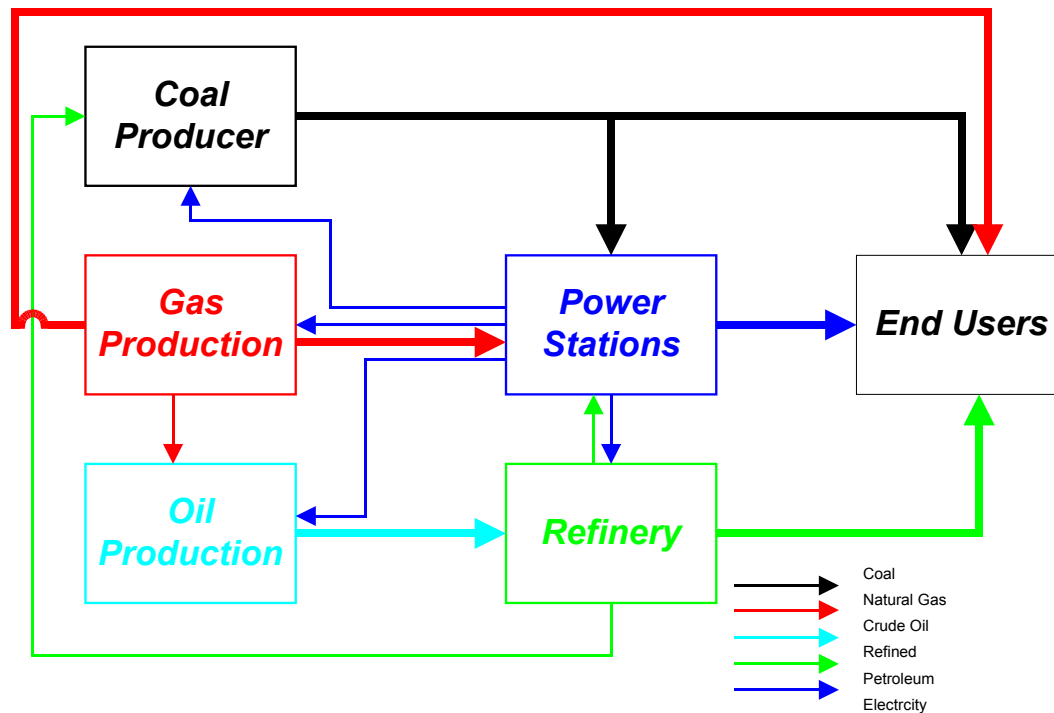 Coal
Producer
Gas
Production
Power
Stations
End Users
Oil
Production
Refinery
Coal
Natural Gas
Crude Oil
Refined
Petroleum
Electrcity